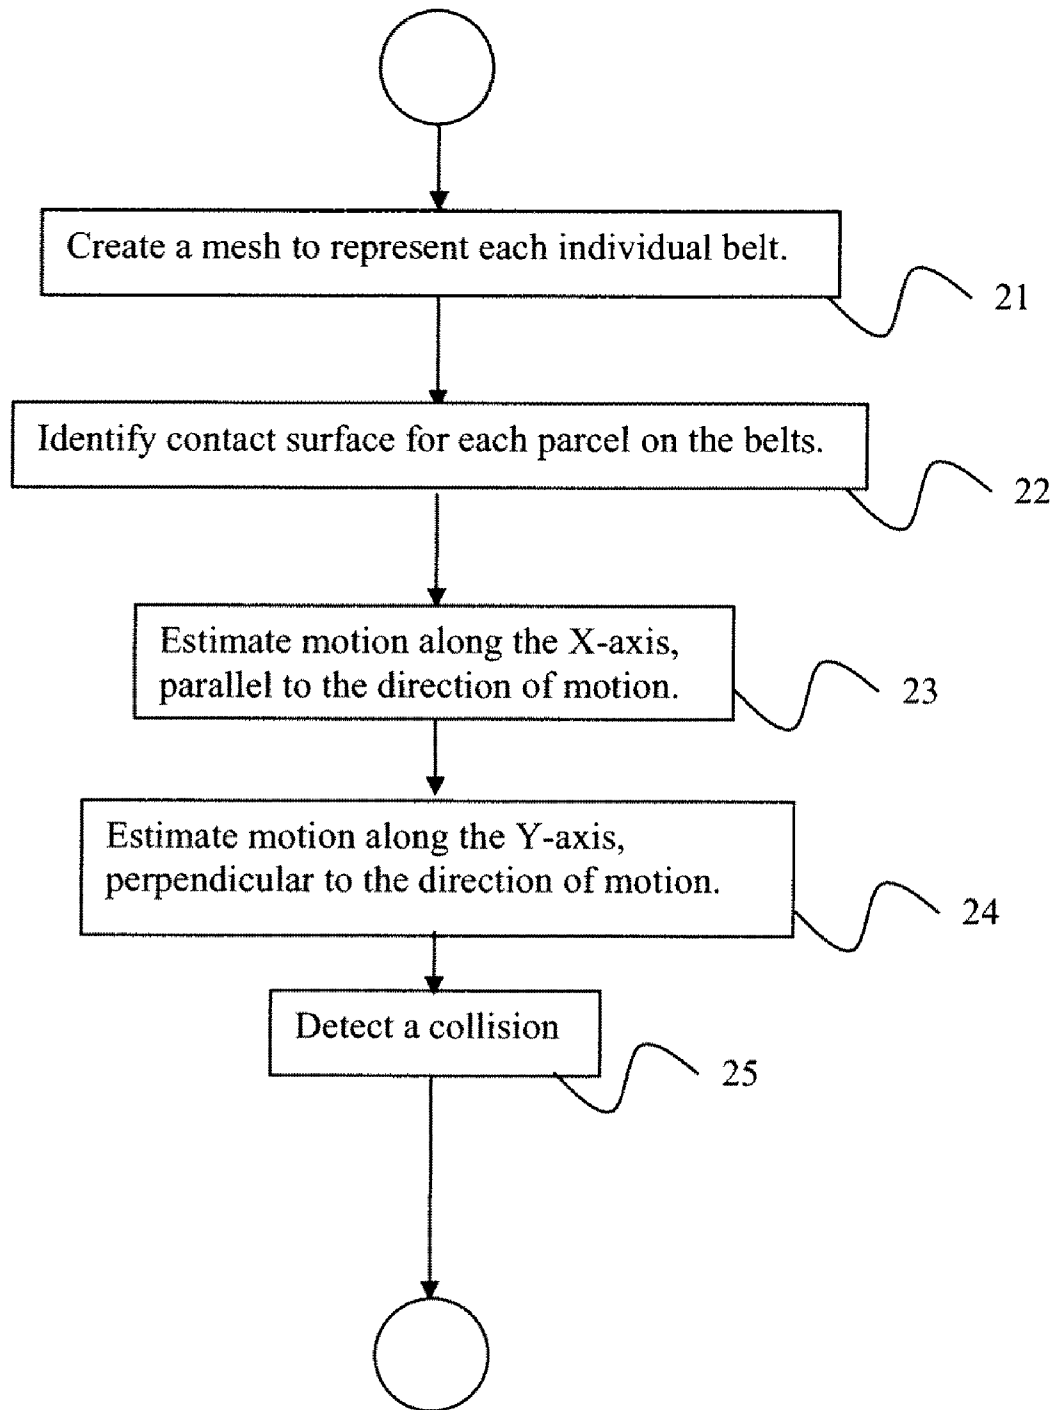 Create a mesh to represent each individual belt.
21
Identify contact surface for each parcel on the belts.
22
Estimate motion along the X-axis,
parallel to the direction of motion.
23
Estimate motion along the Y-axis,
perpendicular to the direction of motion.
24
Detect a collision
25